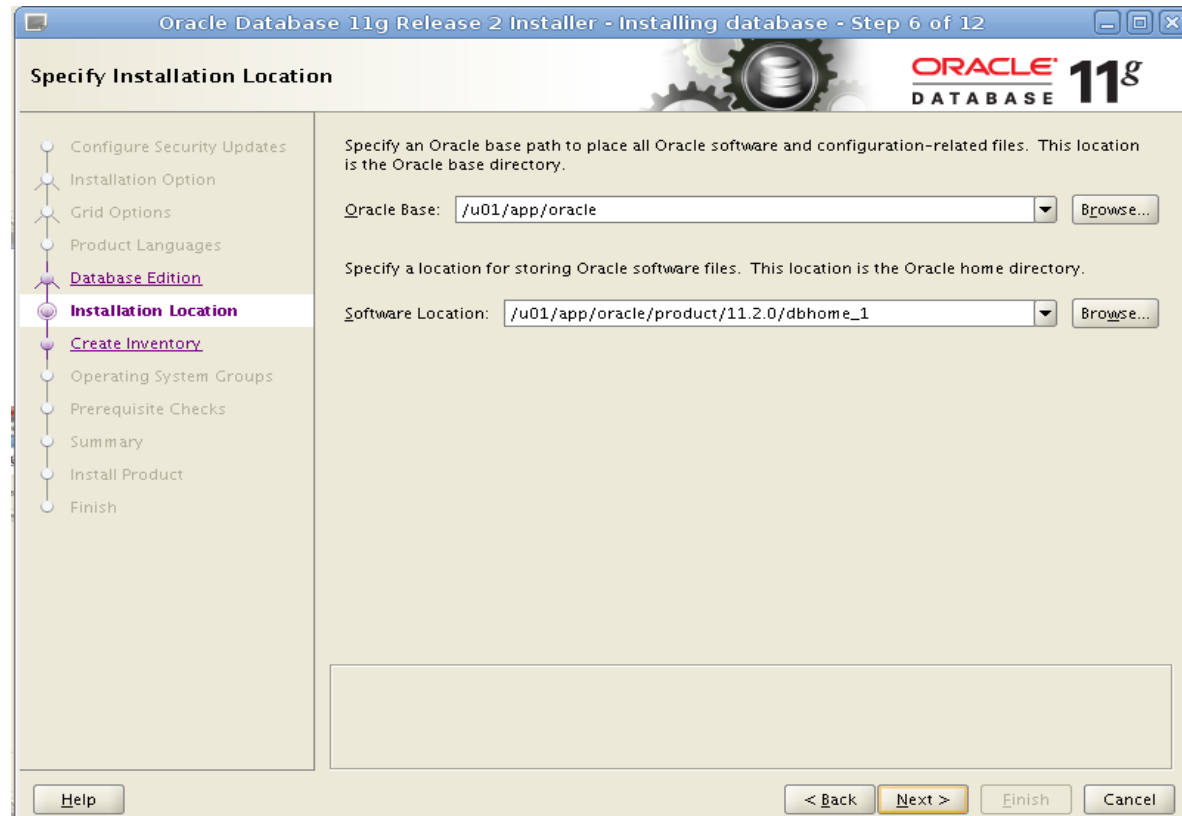 Oracle Database 11g Release 2 Installer - Installing database - Step 6 of 12
Specify Installation Location
ORACLE 11g
DATABASE
Configure Security Updates
Installation Option
Grid Options
Product Languages
Database Edition
Installation Location
Create Inventory
Operating System Groups
Prerequisite Checks
Summary
Install Product
Finish
Specify an Oracle base path to place all Oracle software and configuration-related files. This location
is the Oracle base directory.
Oracle Base: /u01/app/oracle Browse...
Specify a location for storing Oracle software files. This location is the Oracle home directory.
Software Location: /u01/app/oracle/product/11.2.0/dbhome_1 Browse...
Help < Back Next > Finish Cancel